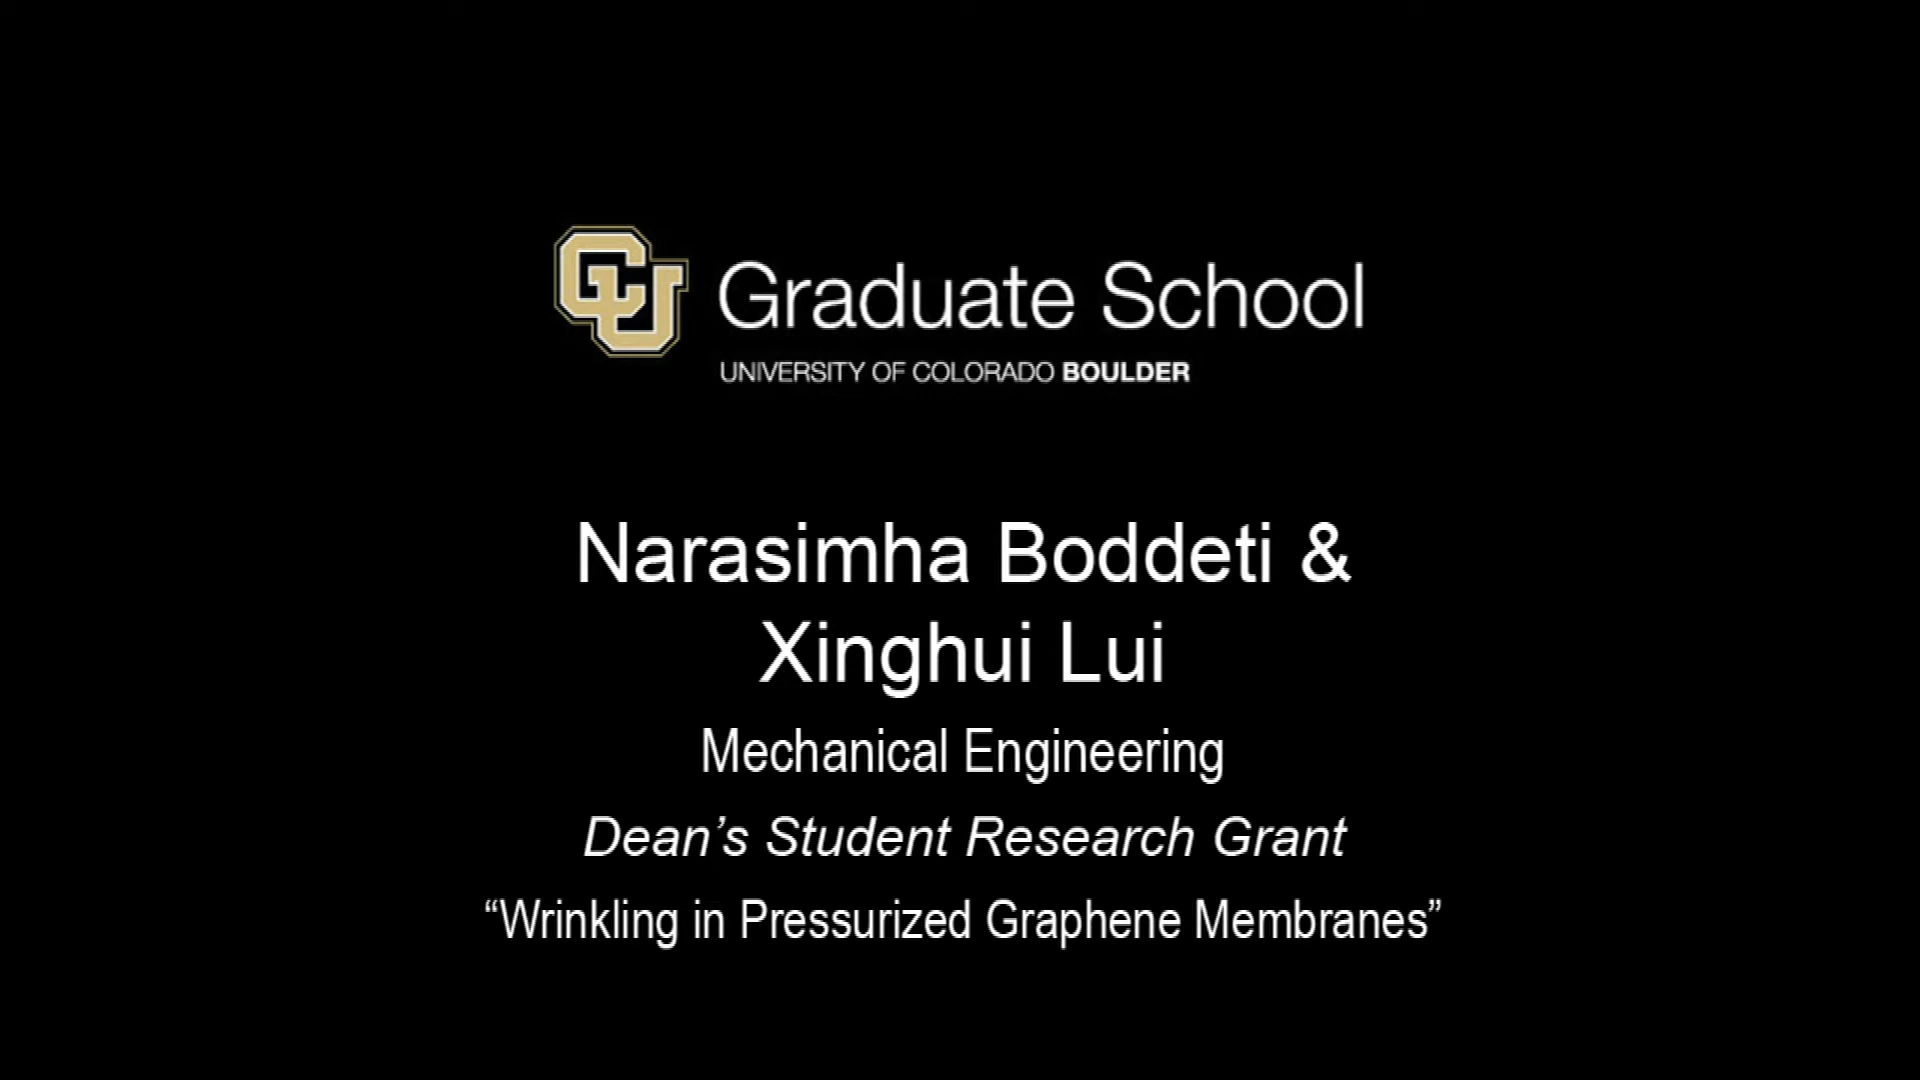 CU Graduate School
UNIVERSITY OF COLORADO BOULDER
Narasimha Boddeti &
Xinghui Lui
Mechanical Engineering
Dean’s Student Research Grant
“Wrinkling in Pressurized Graphene Membranes”